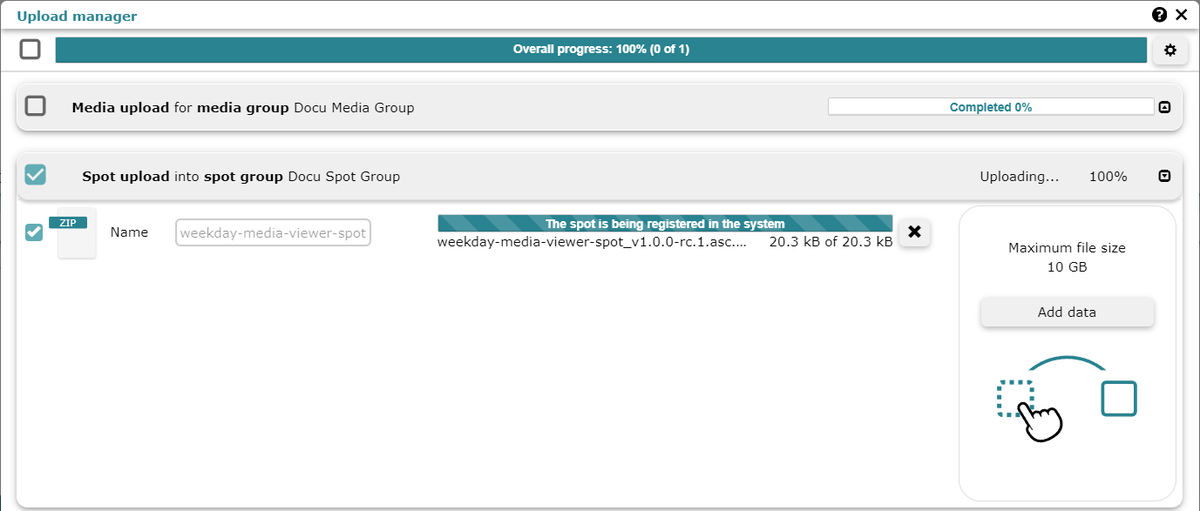 Upload manager
Overall progress: 100% (0 of 1)
Media upload for media group Docu Media Group
Completed 0%
Spot upload into spot group Docu Spot Group
Uploading... 100%
ZIP
Name
weekday-media-viewer-spot
The spot is being registered in the system
weekday-media-viewer-spot_v1.0.0-rc.1.asc.... 20.3 kB of 20.3 kB
Maximum file size
10 GB
Add data